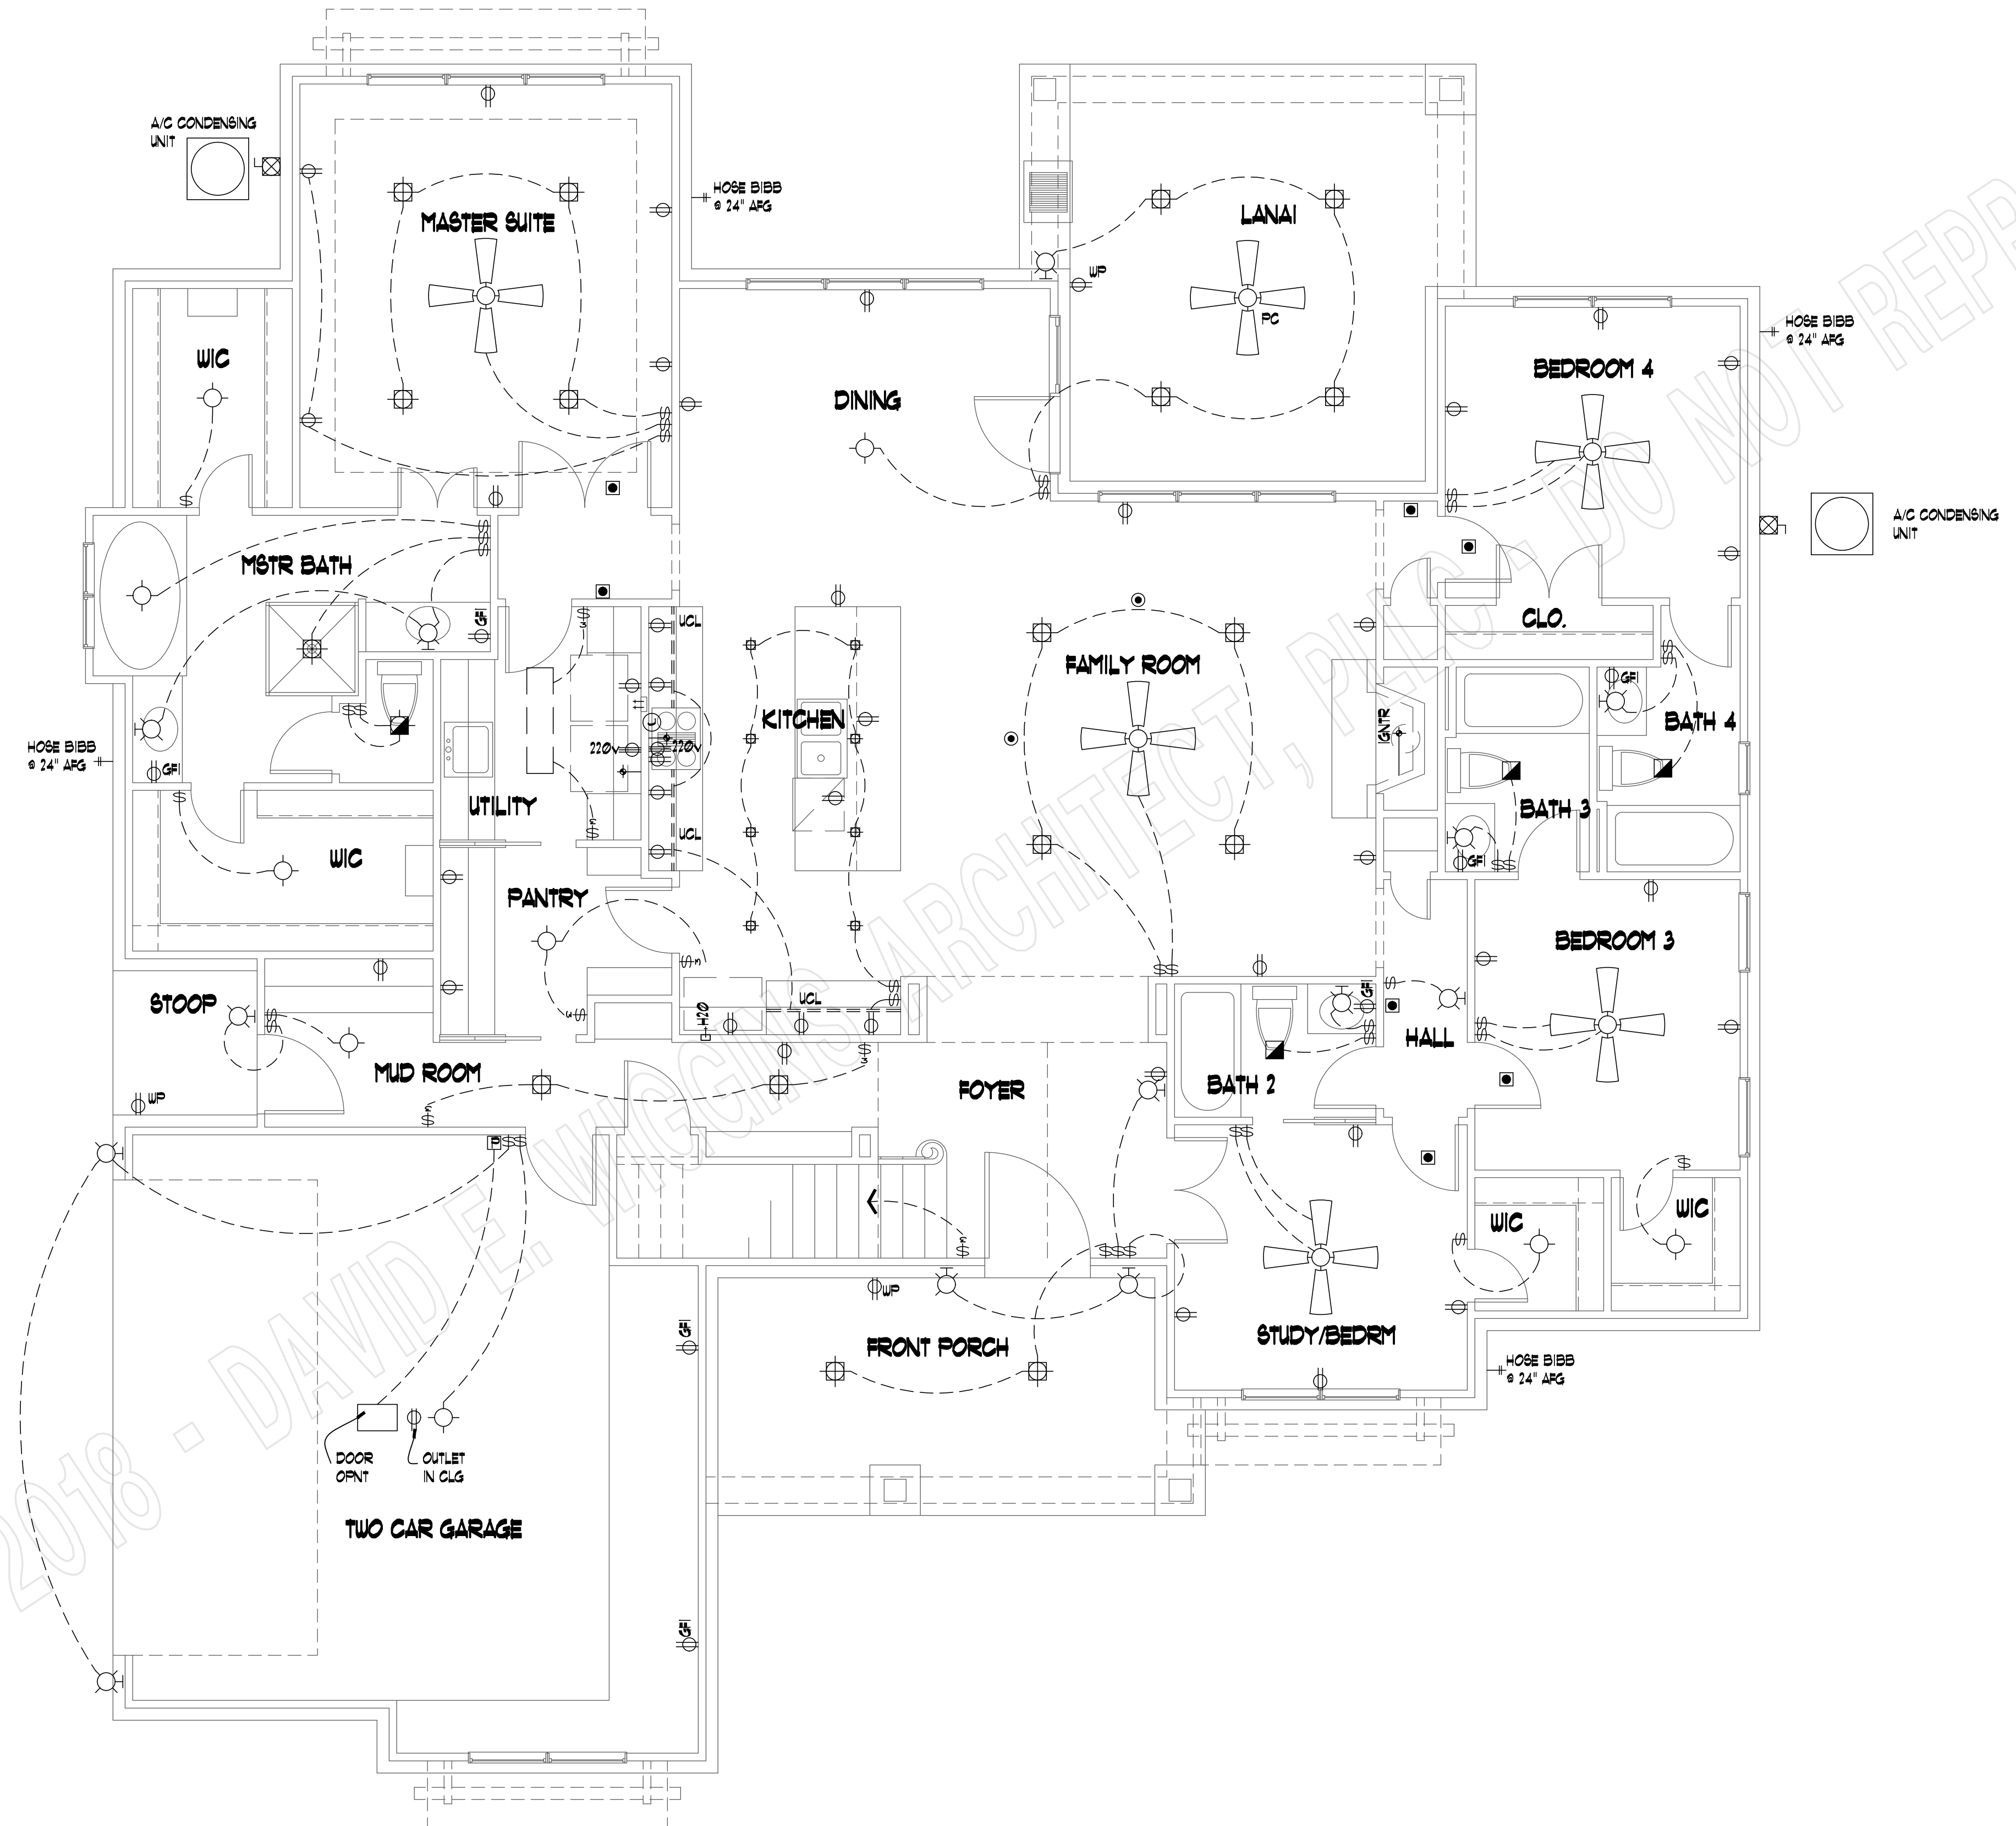 A/C CONDENSING
UNIT
HOSE BIBB
@ 24" AFG
MASTER SUITE
LANAI
WP
PC
HOSE BIBB
@ 24" AFG
WIC
DINING
BEDROOM 4
A/C CONDENSING
UNIT
MSTR BATH
GFI
UCL
CLO.
FAMILY ROOM
GFI
KITCHEN
GNTR
BATH 4
HOSE BIBB
@ 24" AFG
220V
220V
GFI
UTILITY
BATH 3
UCL
GFI
WIC
PANTRY
BEDROOM 3
STOOP
UCL
GFI
H2O
HALL
MUD ROOM
FOYER
BATH 2
WP
WIC
WIC
WP
GFI
FRONT PORCH
STUDY/BEDRM
HOSE BIBB
@ 24" AFG
DOOR
OPNT
OUTLET
IN CLG
TWO CAR GARAGE
GFI
2018 - DAVID E. WIGGINS ARCHITECT, PLLC - DO NOT REPR